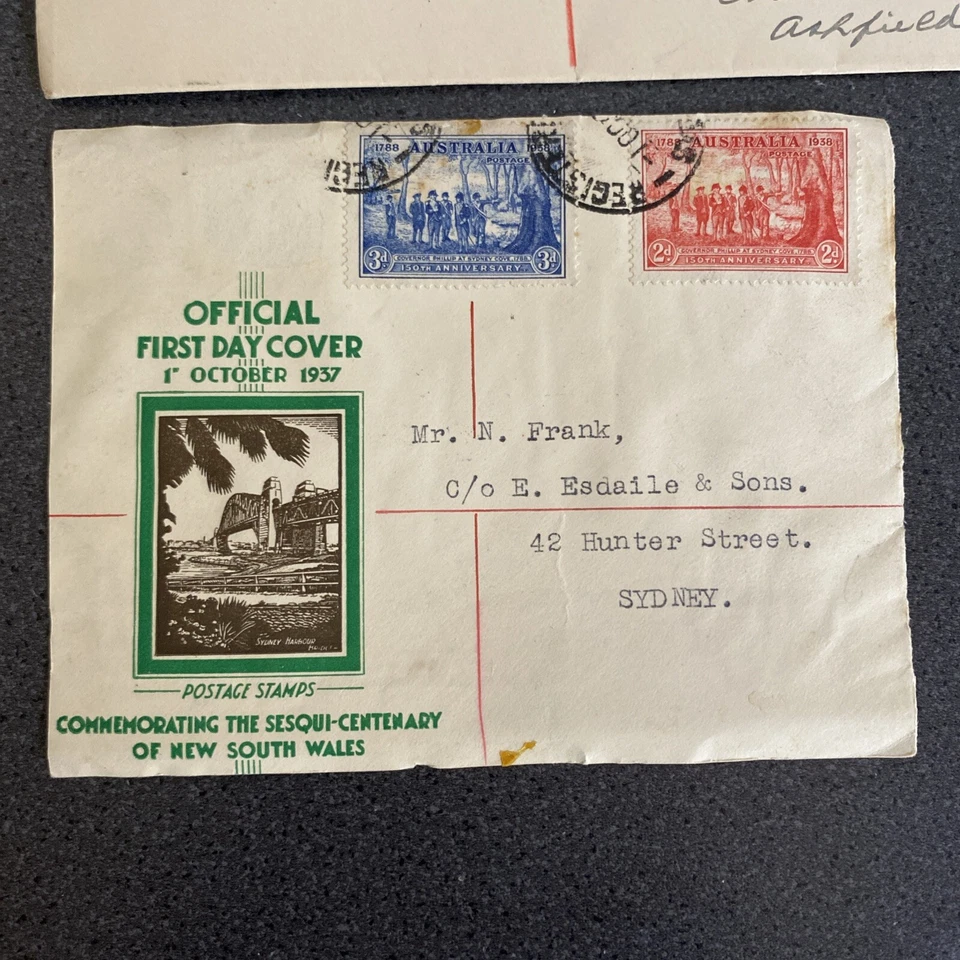 Ashfield
1788 AUSTRALIA 1938
POSTAGE
3d GOVERNOR PHILLIP AT SYDNEY COVE, 1788. 3d
150TH ANNIVERSARY
1788 AUSTRALIA 1938
POSTAGE
2d GOVERNOR PHILLIP AT SYDNEY COVE, 1788. 2d
150TH ANNIVERSARY
OFFICIAL
FIRST DAY COVER
1ST OCTOBER 1937
Mr. N. Frank,
C/o E. Esdaile & Sons.
42 Hunter Street.
SYDNEY.
SYDNEY HARBOUR
POSTAGE STAMPS
COMMEMORATING THE SESQUI-CENTENARY
OF NEW SOUTH WALES